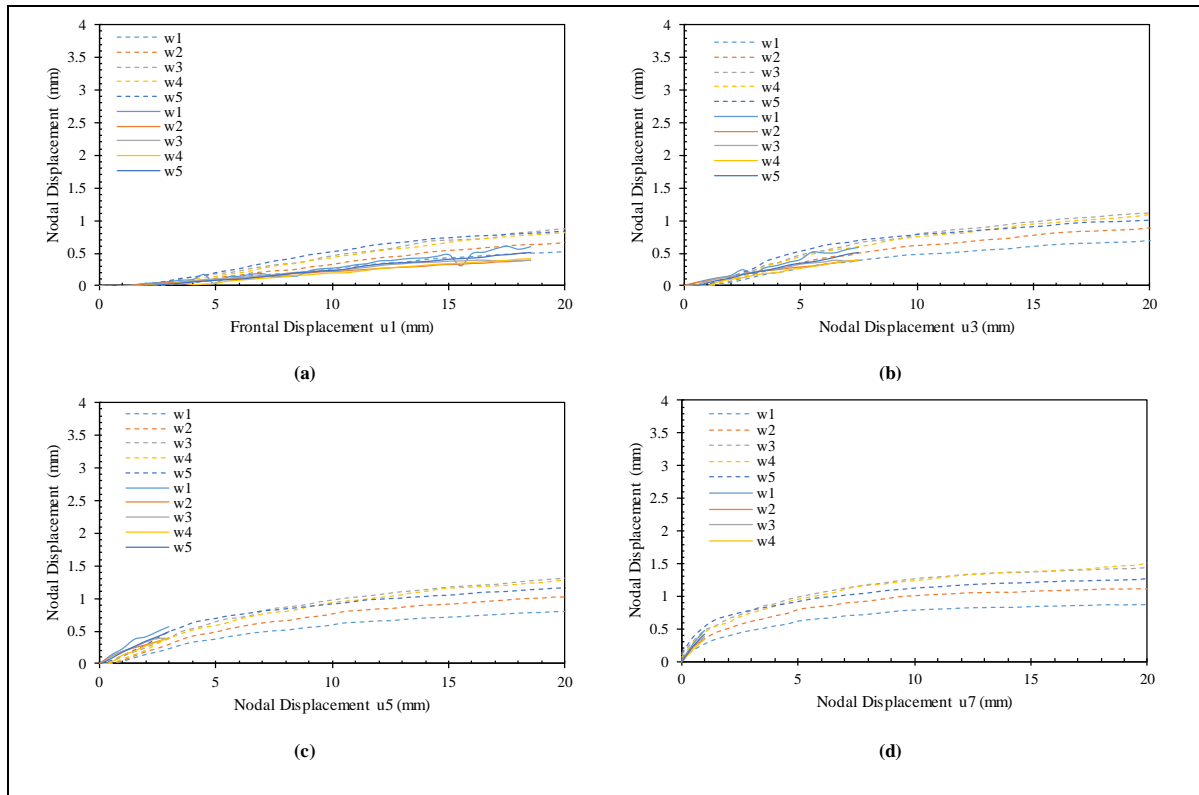 4
3.5
3
2.5
2
1.5
1
0.5
0
Nodal Displacement (mm)
w1
w2
w3
w4
w5
w1
w2
w3
w4
w5
0 5 10 15 20
Frontal Displacement u1 (mm)
(a)
4
3.5
3
2.5
2
1.5
1
0.5
0
Nodal Displacement (mm)
w1
w2
w3
w4
w5
w1
w2
w3
w4
w5
0 5 10 15 20
Nodal Displacement u3 (mm)
(b)
4
3.5
3
2.5
2
1.5
1
0.5
0
Nodal Displacement (mm)
w1
w2
w3
w4
w5
w1
w2
w3
w4
w5
0 5 10 15 20
Nodal Displacement u5 (mm)
(c)
4
3.5
3
2.5
2
1.5
1
0.5
0
Nodal Displacement (mm)
w1
w2
w3
w4
w5
w1
w2
w3
w4
0 5 10 15 20
Nodal Displacement u7 (mm)
(d)